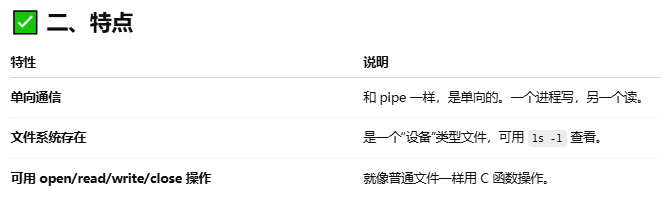 ✅ 二、特点
特性 说明
单向通信 和 pipe 一样，是单向的。一个进程写，另一个读。
文件系统存在 是一个“设备”类型文件，可用 ls -l 查看。
可用 open/read/write/close 操作 就像普通文件一样用 C 函数操作。